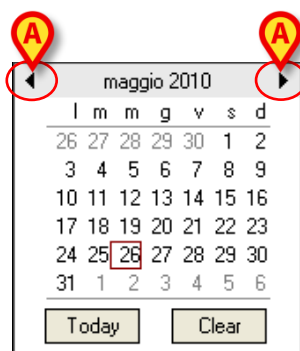 A A
maggio 2010
l m m g v s d
26 27 28 29 30 1 2
3 4 5 6 7 8 9
10 11 12 13 14 15 16
17 18 19 20 21 22 23
24 25 26 27 28 29 30
31 1 2 3 4 5 6
Today Clear